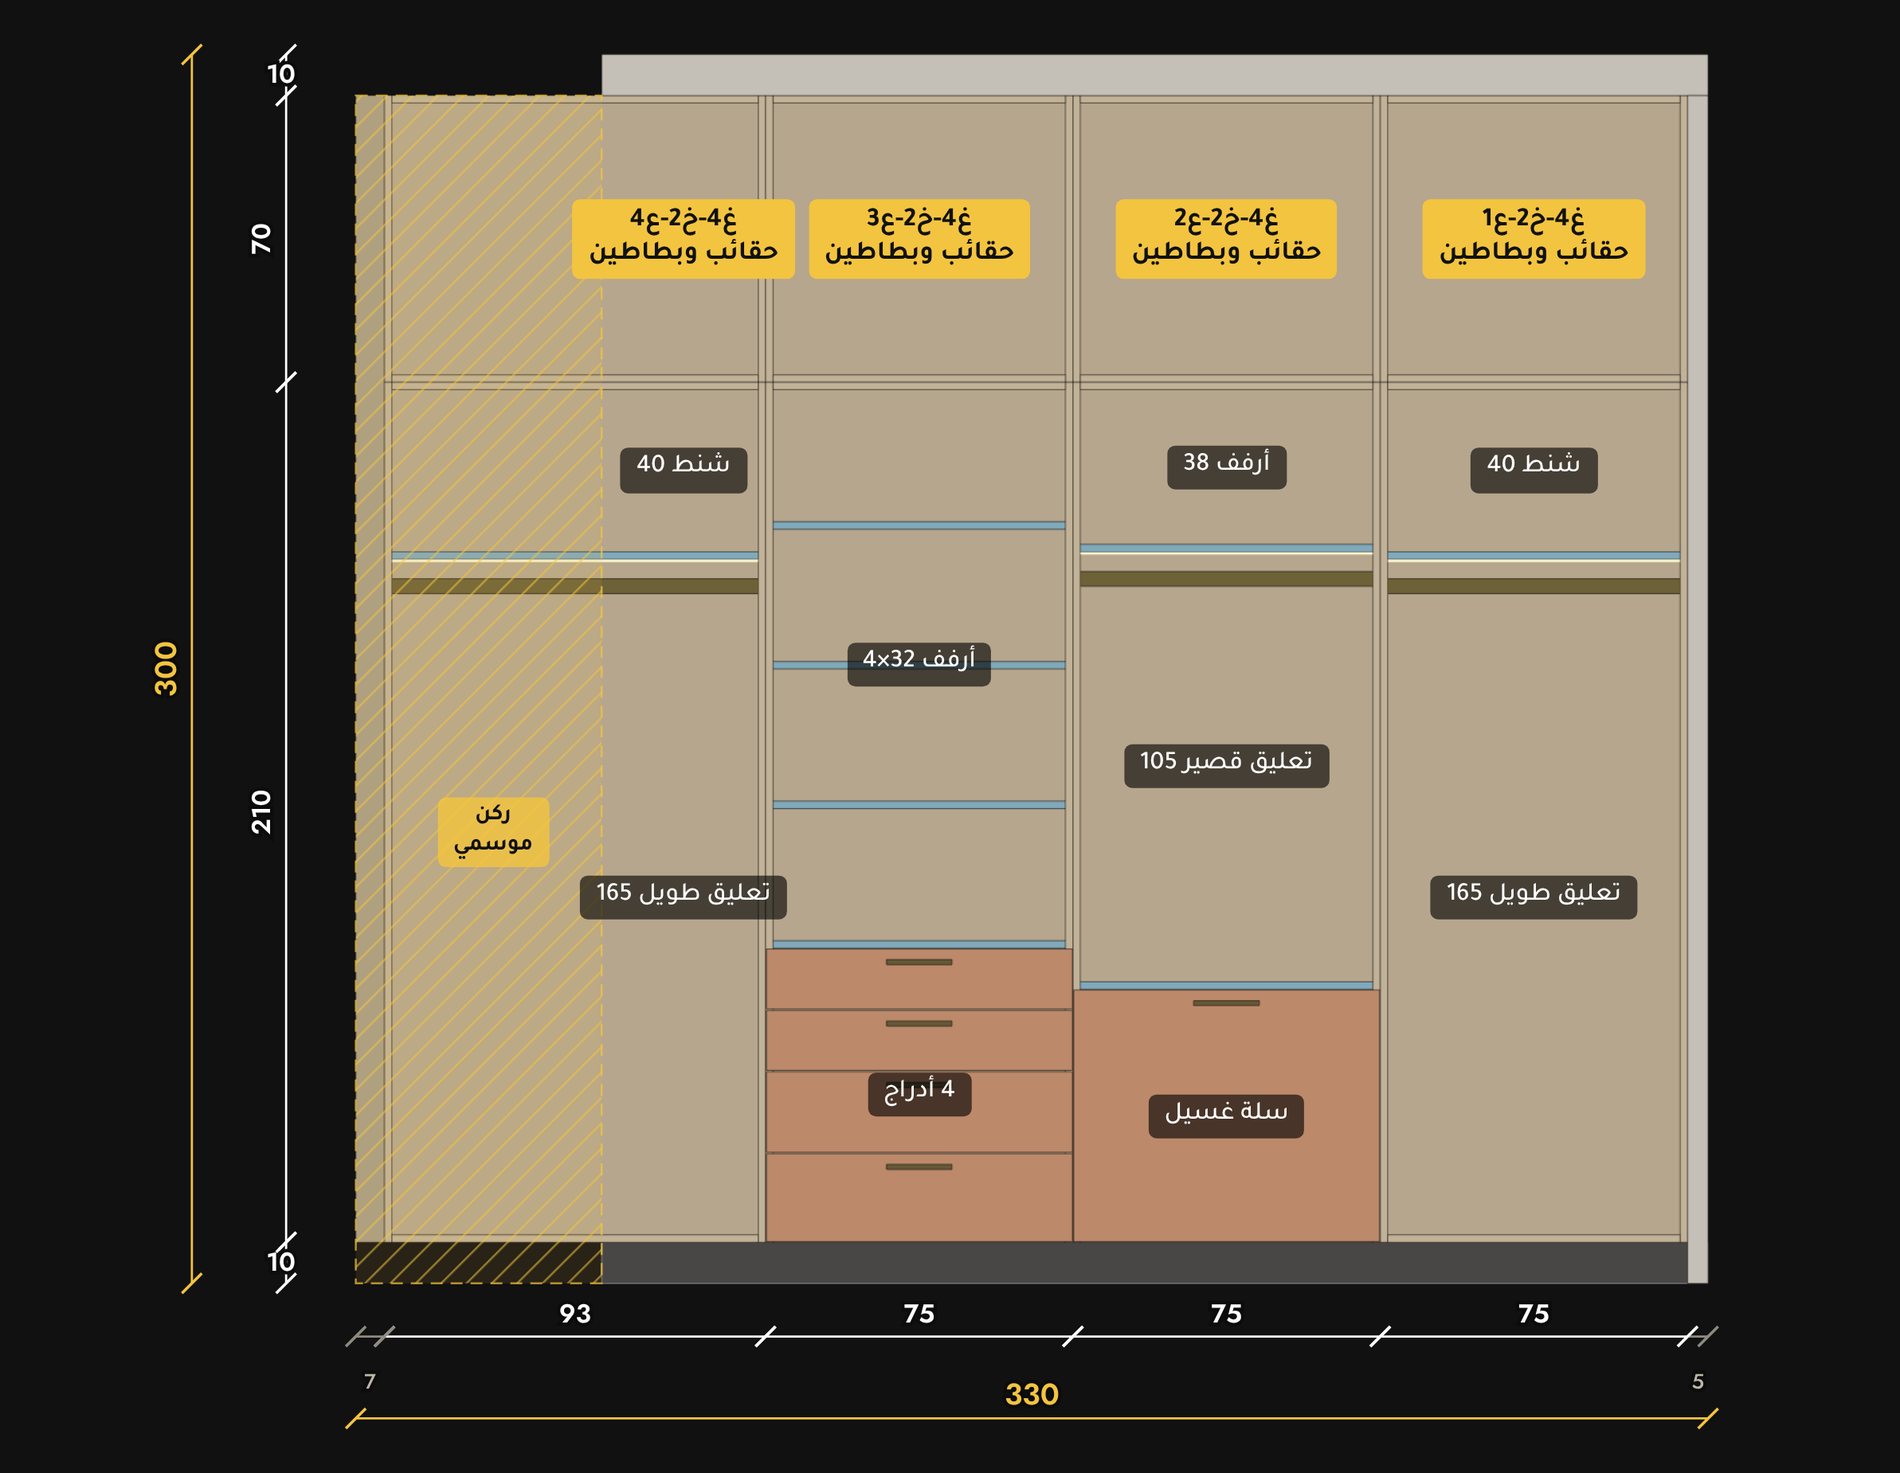 10
غ4-خ2-ع1
حقائب وبطاطين
غ4-خ2-ع2
حقائب وبطاطين
غ4-خ2-ع3
حقائب وبطاطين
غ4-خ2-ع4
حقائب وبطاطين
70
شنط 40
أرفف 38
شنط 40
300
أرفف 32×4
تعليق قصير 105
210
ركن
موسمي
تعليق طويل 165
تعليق طويل 165
4 أدراج
سلة غسيل
10
93
75
75
75
7
5
330